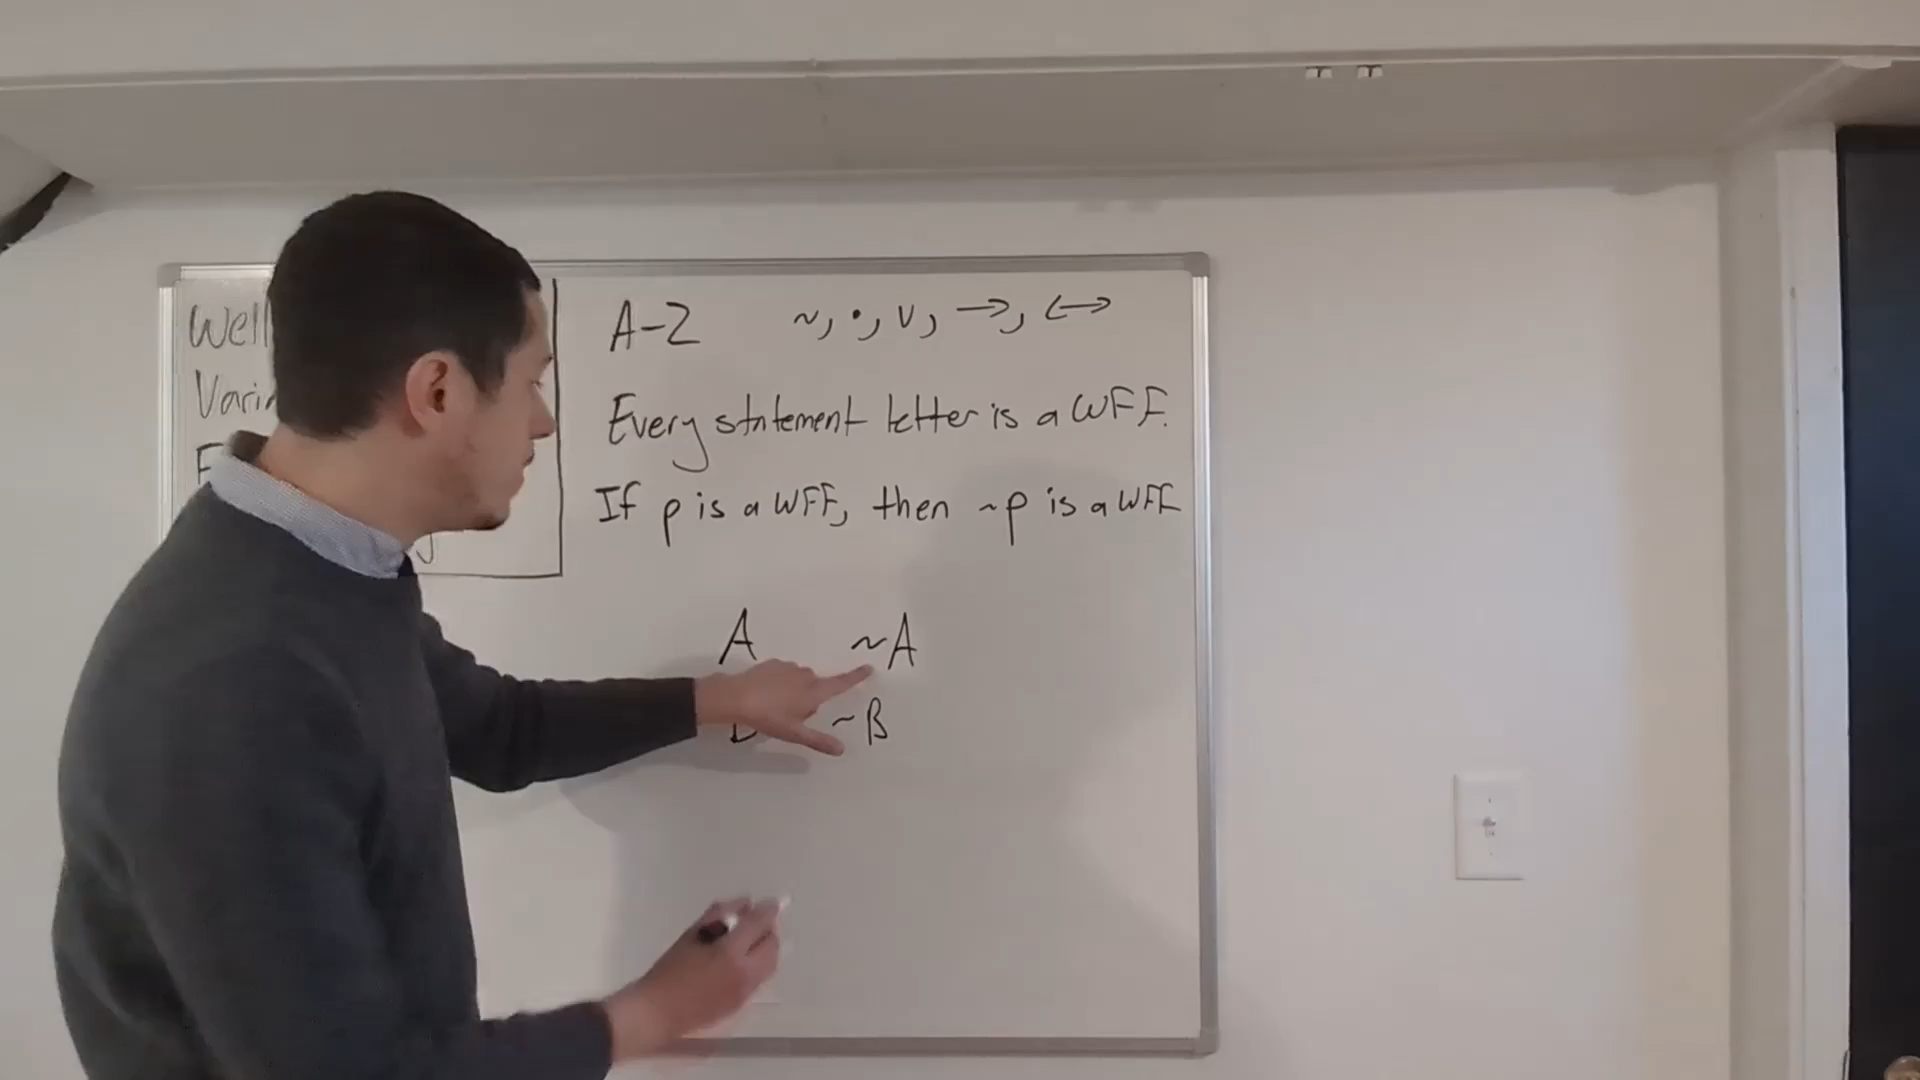 Well
A-Z ~, •, v, →, ↔
Every statement letter is a WFF.
If p is a WFF, then ~p is a WFF
A ~A
~B